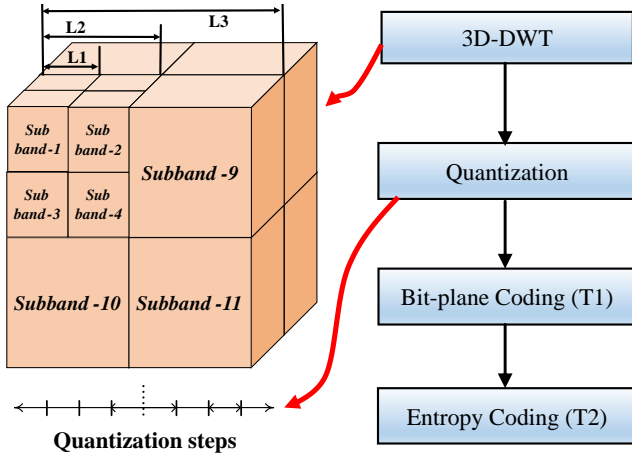 L3
L2
L1
Sub
band -1
Sub
band -2
Sub
band -3
Sub
band -4
Subband -9
Subband -10
Subband -11
Quantization steps
3D-DWT
Quantization
Bit-plane Coding (T1)
Entropy Coding (T2)